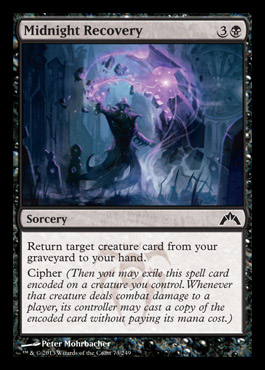 Midnight Recovery 3
Sorcery
Return target creature card from your
graveyard to your hand.
Cipher (Then you may exile this spell card
encoded on a creature you control. Whenever
that creature deals combat damage to a
player, its controller may cast a copy of the
encoded card without paying its mana cost.)
Peter Mohrbacher
™ & © 2013 Wizards of the Coast 71/249